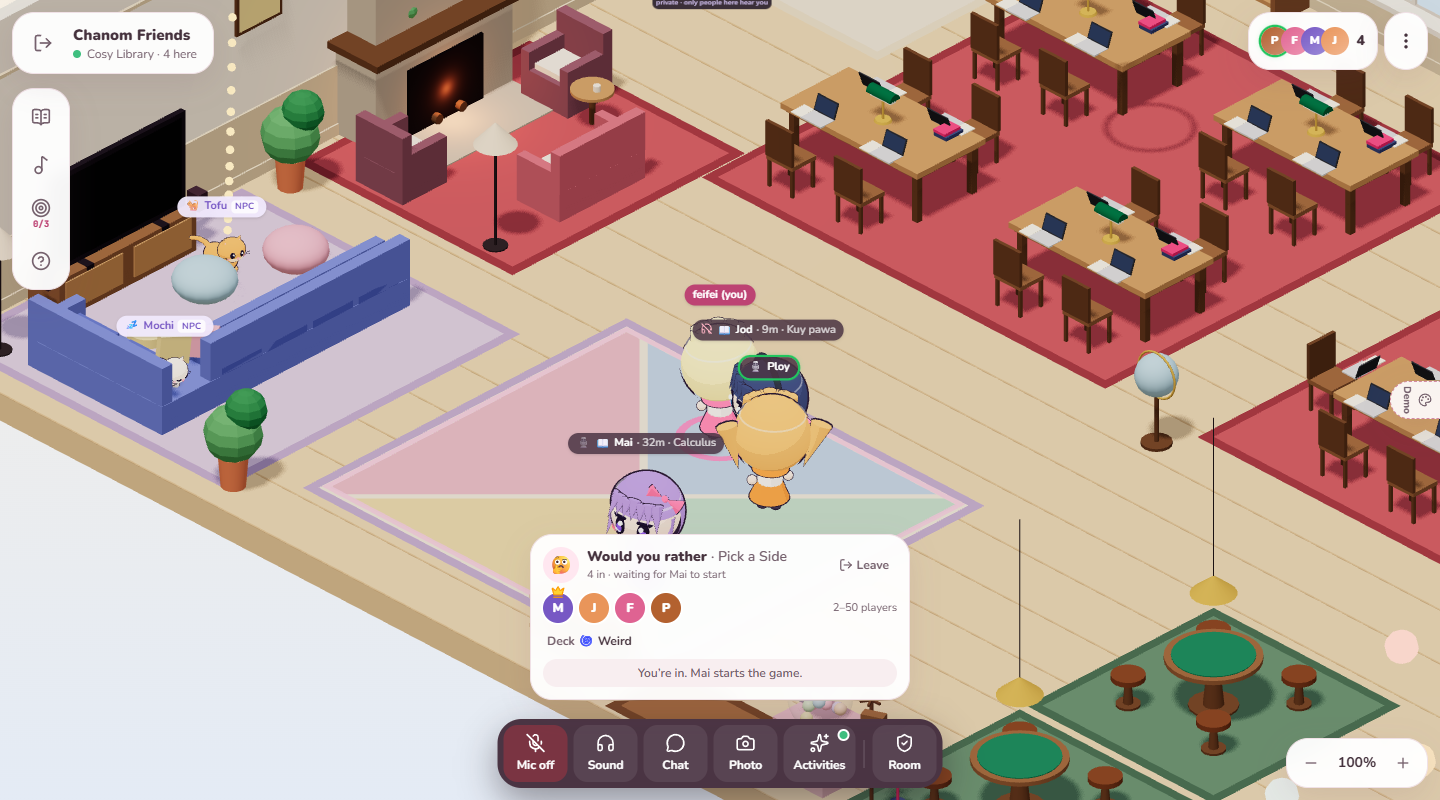 private · only people here hear you
Chanom Friends
Cosy Library · 4 here
P F M J 4
0/3
Tofu NPC
Mochi NPC
feifei (you)
Jod · 9m · Kuy pawa
Ploy
Mai · 32m · Calculus
Demo
Would you rather · Pick a Side
4 in · waiting for Mai to start
Leave
M J F P
2–50 players
Deck Weird
You're in. Mai starts the game.
Mic off
Sound
Chat
Photo
Activities
Room
100%